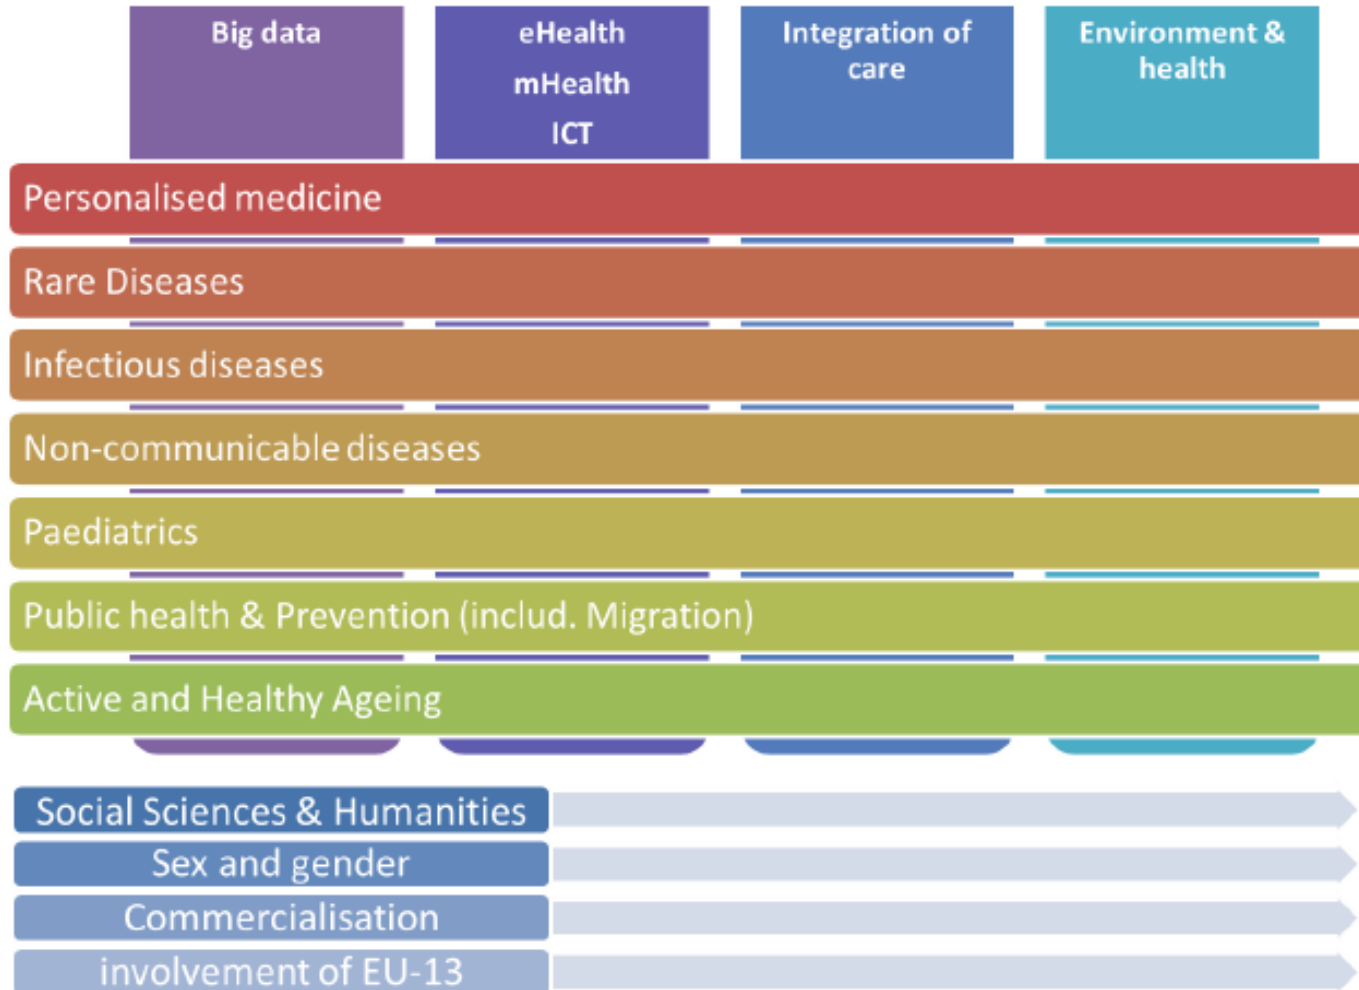 Big data
eHealth
mHealth
ICT
Integration of
care
Environment &
health
Personalised medicine
Rare Diseases
Infectious diseases
Non-communicable diseases
Paediatrics
Public health & Prevention (includ. Migration)
Active and Healthy Ageing
Social Sciences & Humanities
Sex and gender
Commercialisation
involvement of EU-13